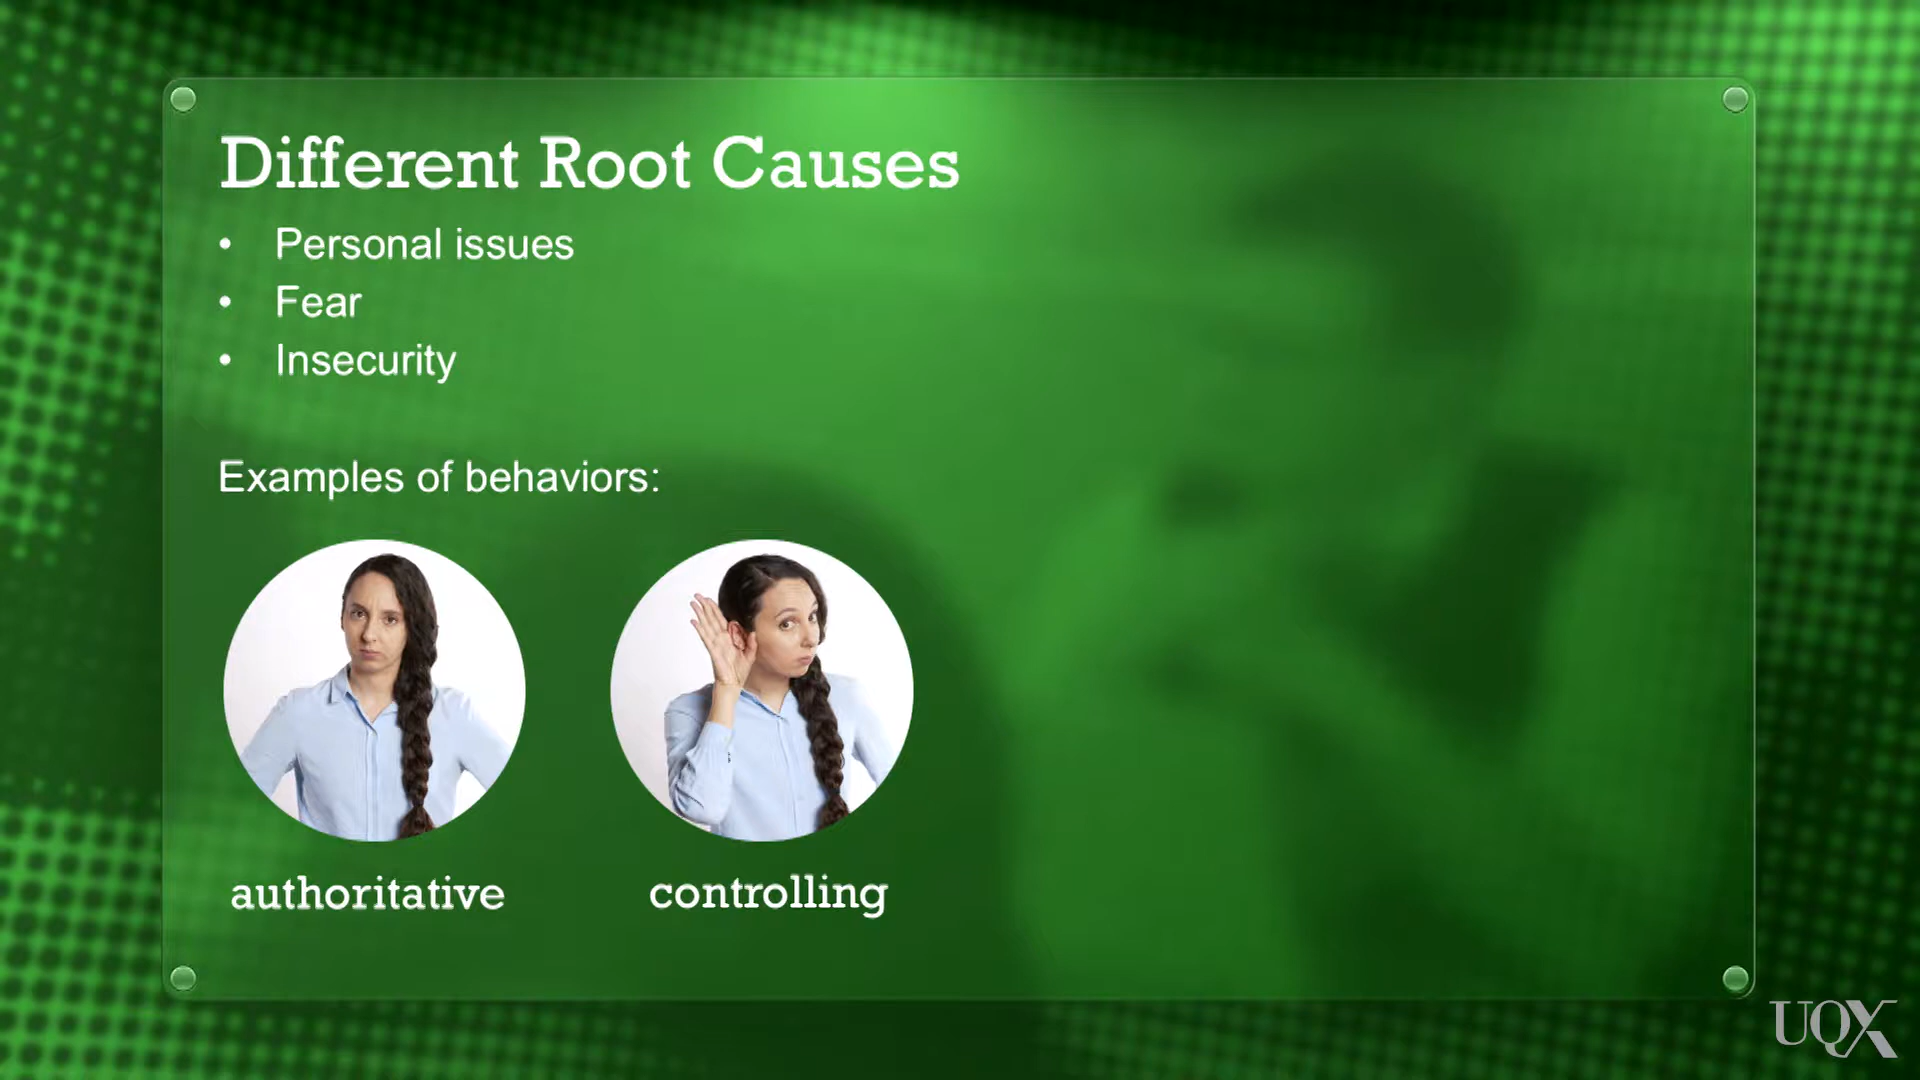 Different Root Causes
• Personal issues
• Fear
• Insecurity
Examples of behaviors:
authoritative
controlling
UQX